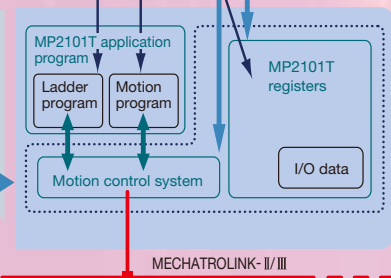 MP2101T application
program
Ladder
program
Motion
program
MP2101T
registers
I/O data
Motion control system
MECHATROLINK-Ⅱ/Ⅲ